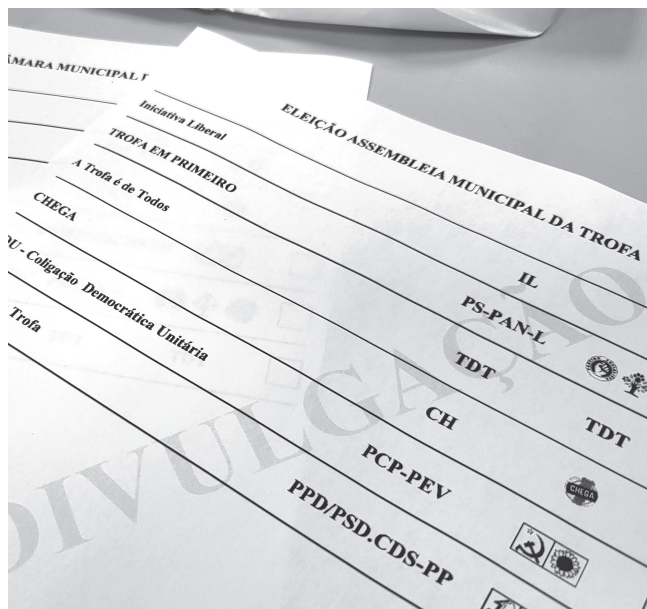 ÂMARA MUNICIPAL
ELEIÇÃO ASSEMBLEIA MUNICIPAL DA TROFA
Iniciativa Liberal IL
TROFA EM PRIMEIRO PS-PAN-L
A Trofa é de Todos TDT TDT
CHEGA CH CHEGA
DU - Coligação Democrática Unitária PCP-PEV
Trofa PPD/PSD.CDS-PP
DIVULGAÇÃO